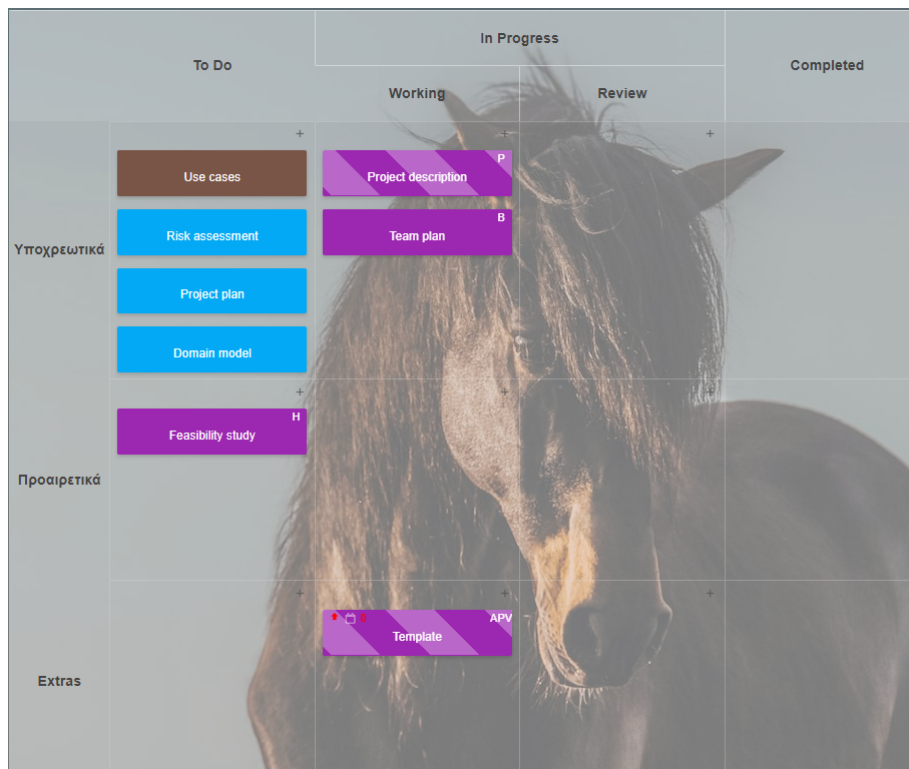 To Do
In Progress
Completed
Working
Review
Υποχρεωτικά
+
+
+
Use cases
P
Project description
Risk assessment
B
Team plan
Project plan
Domain model
Προαιρετικά
+
+
+
H
Feasibility study
Extras
+
+
+
APV
Template